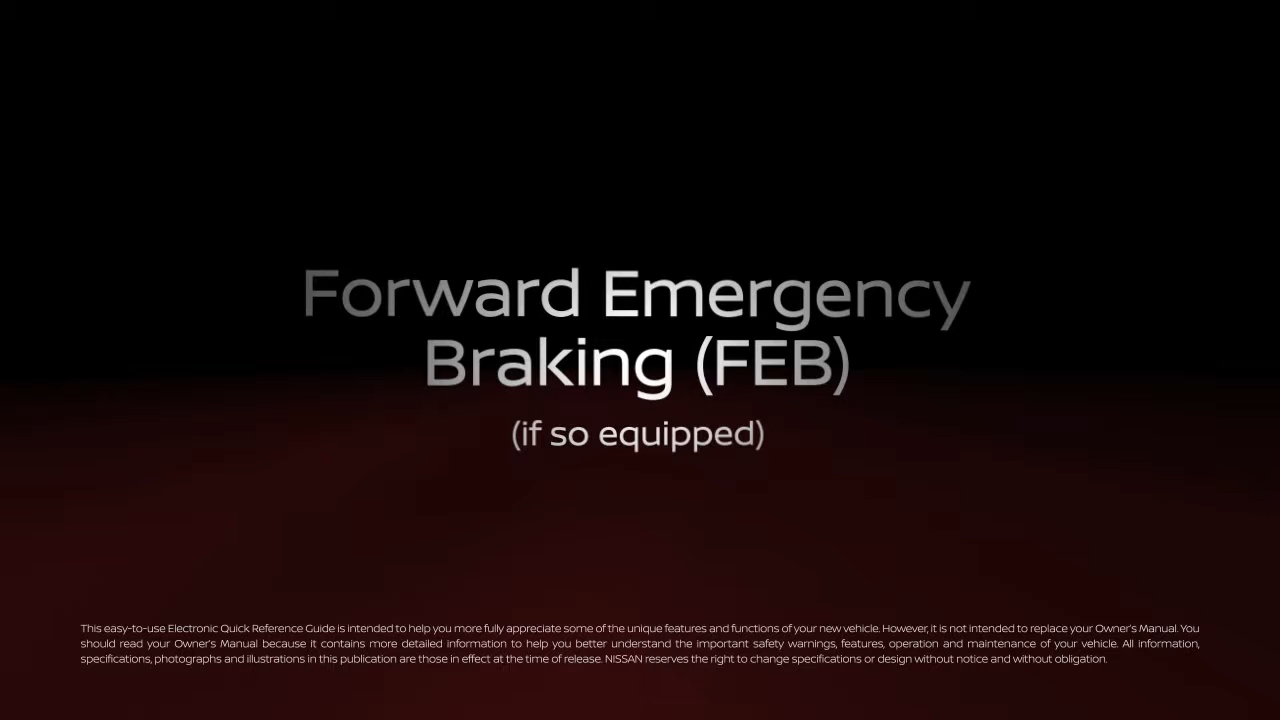 Forward Emergency
Braking (FEB)
(if so equipped)
This easy-to-use Electronic Quick Reference Guide is intended to help you more fully appreciate some of the unique features and functions of your new vehicle. However, it is not intended to replace your Owner's Manual. You
should read your Owner's Manual because it contains more detailed information to help you better understand the important safety warnings, features, operation and maintenance of your vehicle. All information,
specifications, photographs and illustrations in this publication are those in effect at the time of release. NISSAN reserves the right to change specifications or design without notice and without obligation.